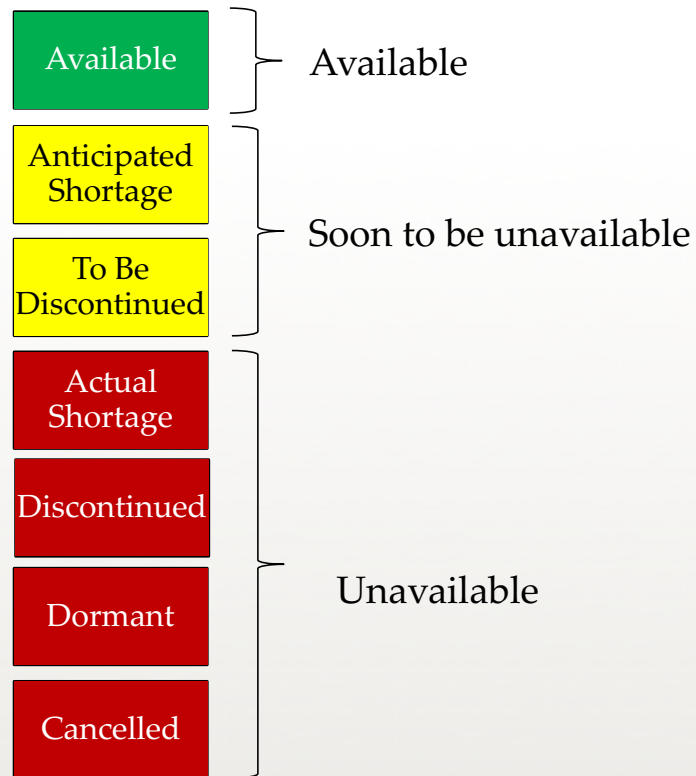 Available
Available
Anticipated
Shortage
To Be
Discontinued
Soon to be unavailable
Actual
Shortage
Discontinued
Dormant
Cancelled
Unavailable